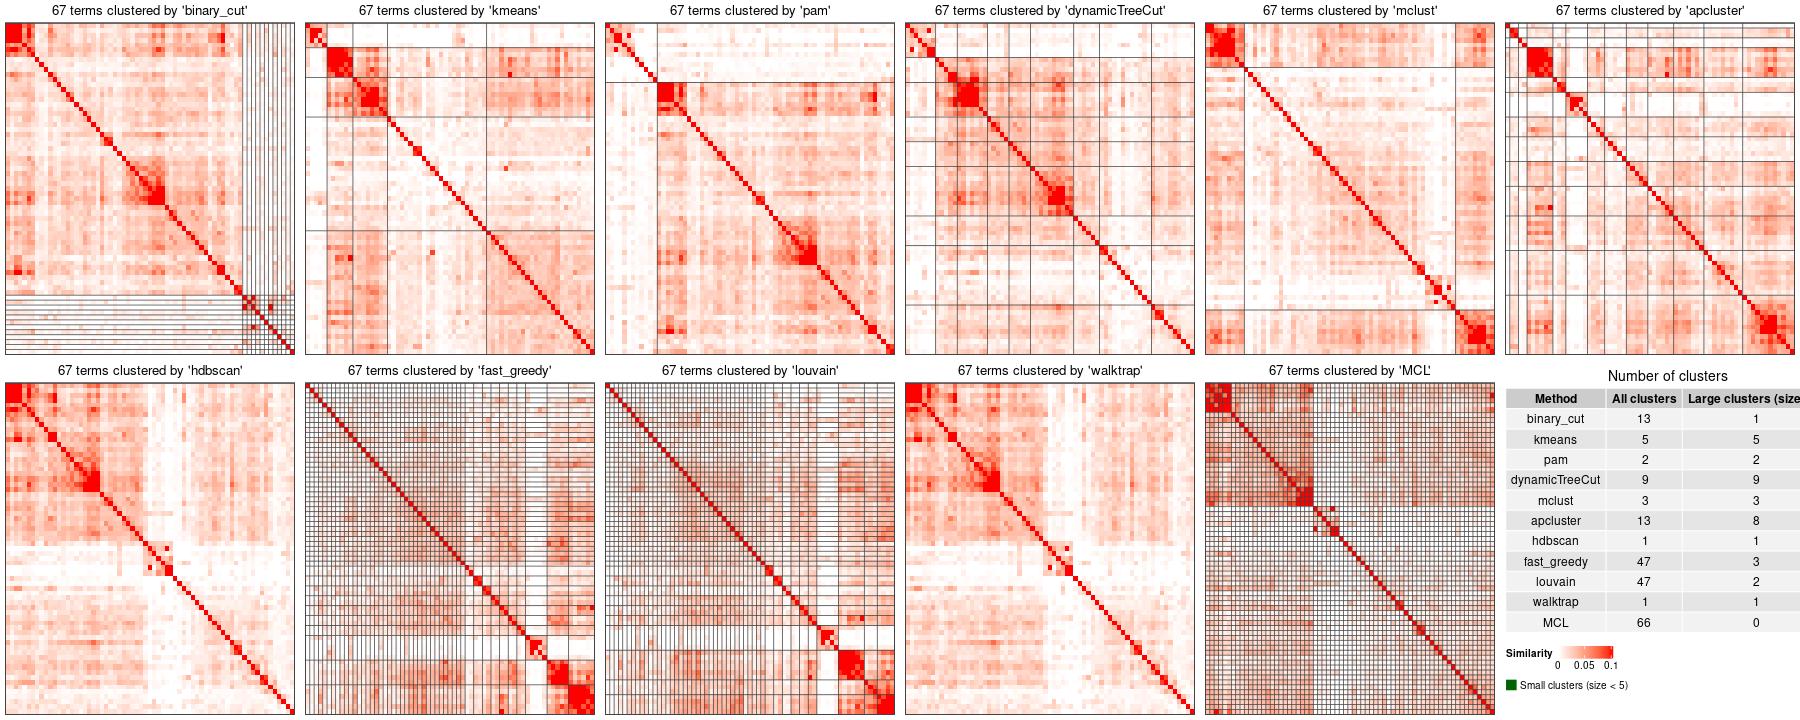 67 terms clustered by 'binary_cut'
67 terms clustered by 'kmeans'
67 terms clustered by 'pam'
67 terms clustered by 'dynamicTreeCut'
67 terms clustered by 'mclust'
67 terms clustered by 'apcluster'
67 terms clustered by 'hdbscan'
67 terms clustered by 'fast_greedy'
67 terms clustered by 'louvain'
67 terms clustered by 'walktrap'
67 terms clustered by 'MCL'
Number of clusters
Method All clusters Large clusters (size
binary_cut 13 1
kmeans 5 5
pam 2 2
dynamicTreeCut 9 9
mclust 3 3
apcluster 13 8
hdbscan 1 1
fast_greedy 47 3
louvain 47 2
walktrap 1 1
MCL 66 0
Similarity
0 0.05 0.1
Small clusters (size < 5)